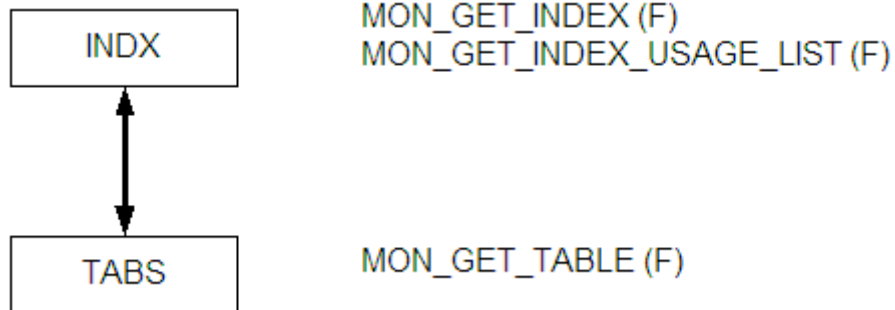 INDX
MON_GET_INDEX (F)
MON_GET_INDEX_USAGE_LIST (F)
TABS
MON_GET_TABLE (F)